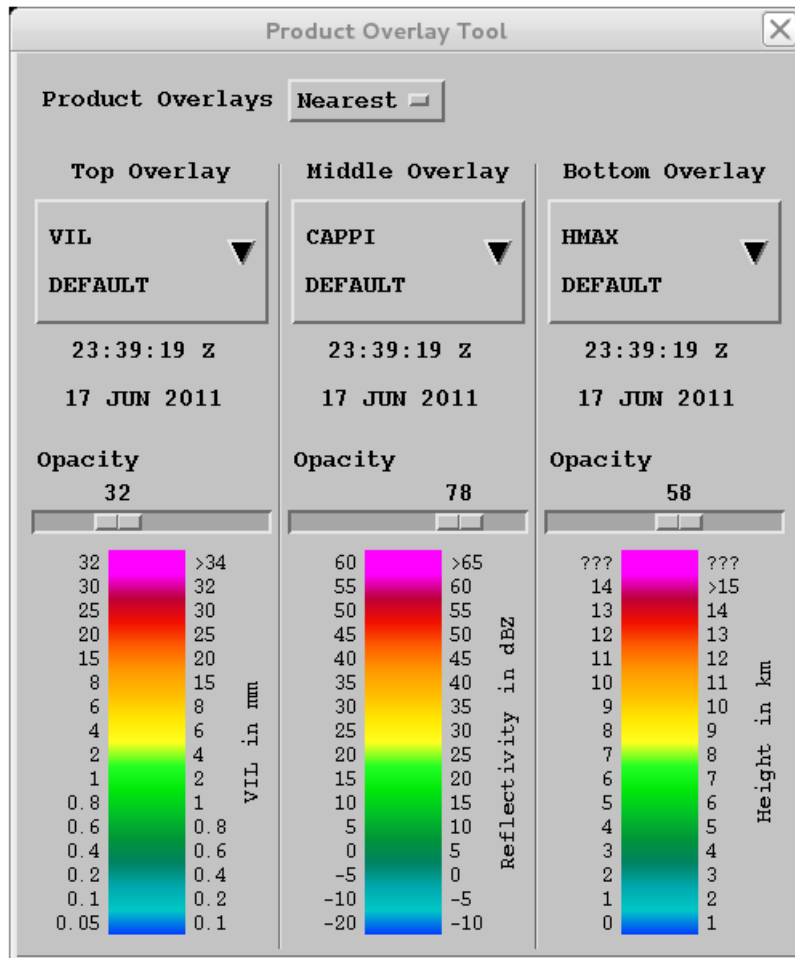 Product Overlay Tool
Product Overlays Nearest
Top Overlay Middle Overlay Bottom Overlay
VIL CAPPI HMAX
DEFAULT DEFAULT DEFAULT
23:39:19 Z 23:39:19 Z 23:39:19 Z
17 JUN 2011 17 JUN 2011 17 JUN 2011
Opacity Opacity Opacity
32 78 58
32 >34 60 >65 ??? ???
30 32 55 60 14 >15
25 30 50 55 13 14
20 25 45 50 12 13
15 20 40 45 11 12
8 15 35 40 10 11
6 8 30 35 9 10
4 6 25 30 8 9
2 4 20 25 7 8
1 2 15 20 6 7
0.8 1 10 15 5 6
0.6 0.8 5 10 4 5
0.4 0.6 0 5 3 4
0.2 0.4 -5 0 2 3
0.1 0.2 -10 -5 1 2
0.05 0.1 -20 -10 0 1
VIL in mm
Reflectivity in dBZ
Height in km